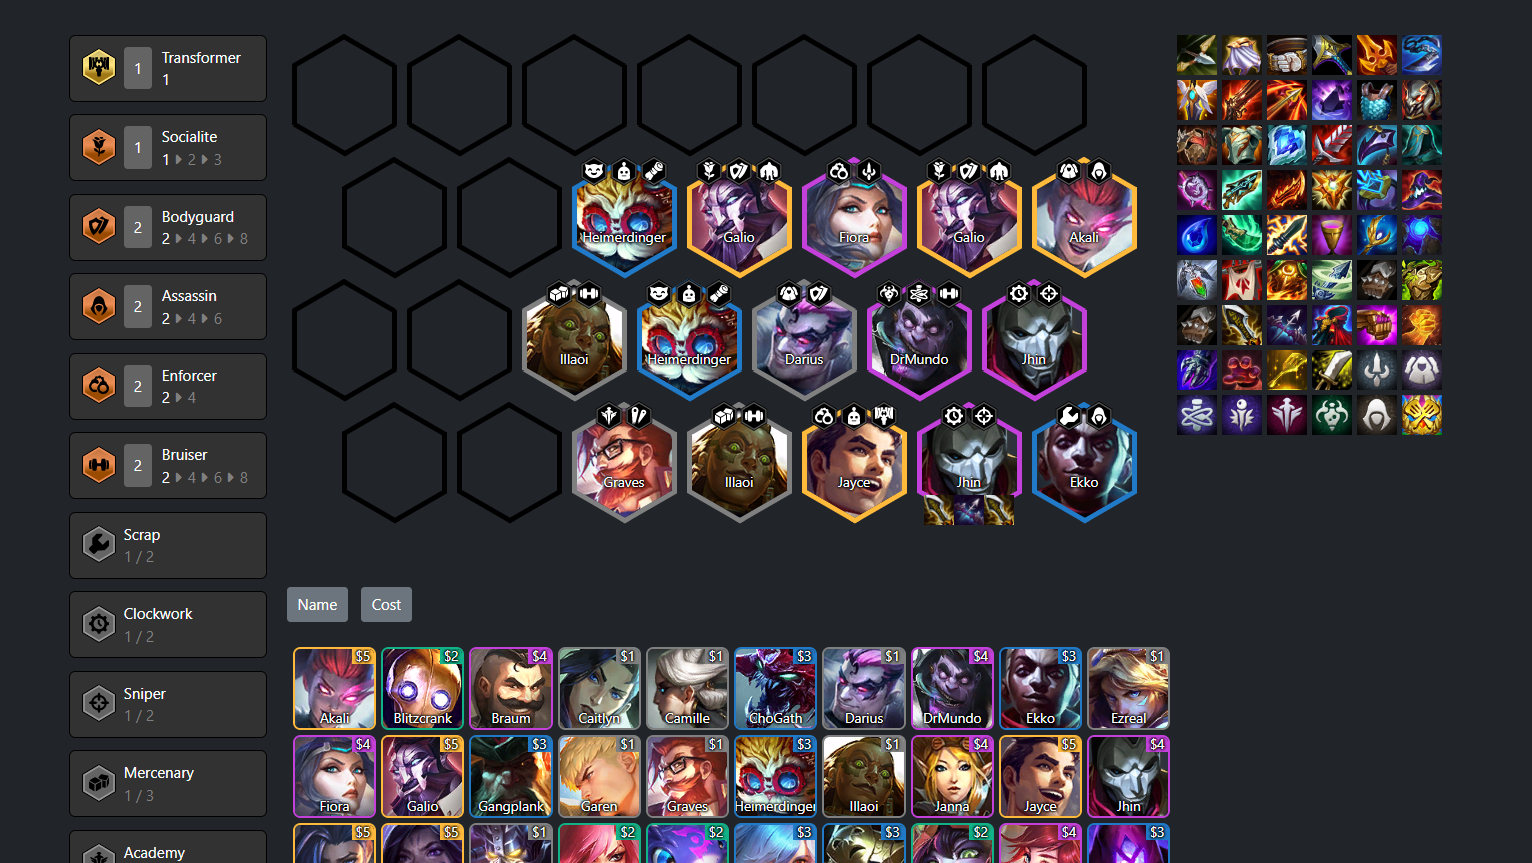 1
Transformer
1
1
Socialite
1 2 3
2
Bodyguard
2 4 6 8
2
Assassin
2 4 6
2
Enforcer
2 4
2
Bruiser
2 4 6 8
Scrap
1 / 2
Clockwork
1 / 2
Sniper
1 / 2
Mercenary
1 / 3
Academy
Heimerdinger Galio Fiora Galio Akali
Illaoi Heimerdinger Darius DrMundo Jhin
Graves Illaoi Jayce Jhin Ekko
Name Cost
$5 $2 $4 $1 $1 $3 $1 $4 $3 $1
Akali Blitzcrank Braum Caitlyn Camille ChoGath Darius DrMundo Ekko Ezreal
$4 $5 $3 $1 $1 $3 $1 $4 $5 $4
Fiora Galio Gangplank Garen Graves Heimerdinger Illaoi Janna Jayce Jhin
$5 $5 $1 $2 $2 $3 $3 $2 $4 $3